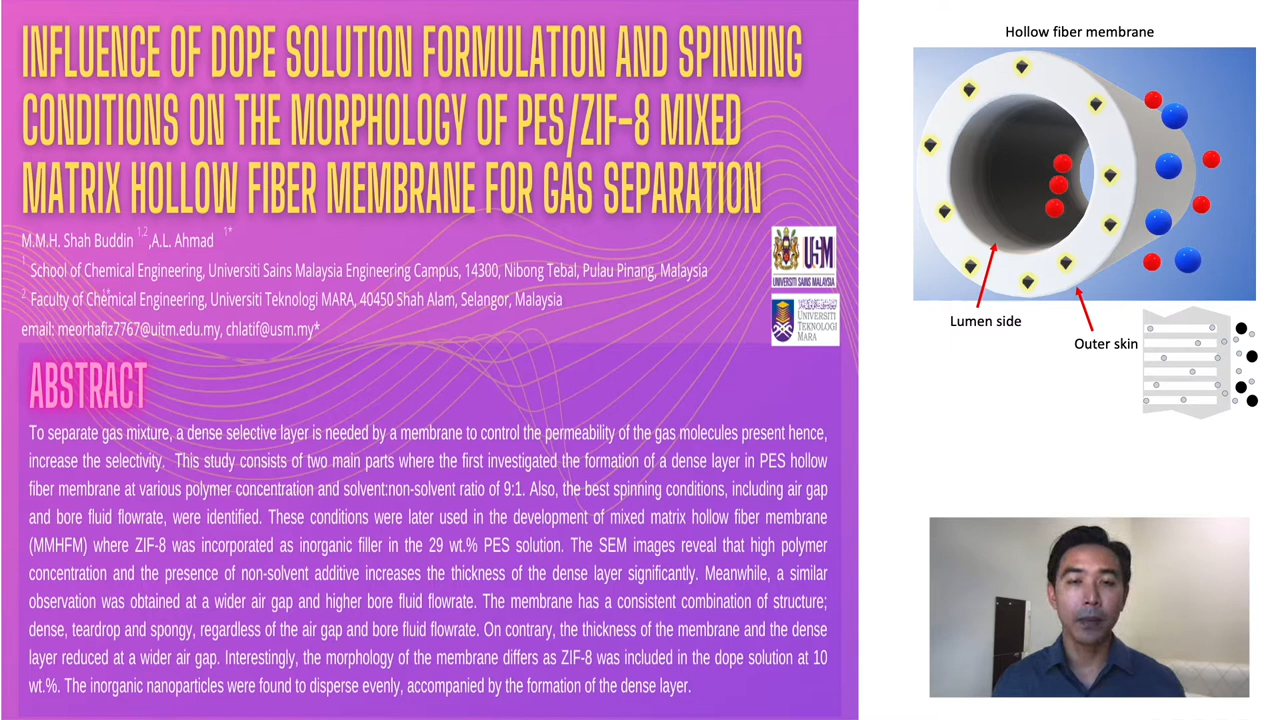 INFLUENCE OF DOPE SOLUTION FORMULATION AND SPINNING
CONDITIONS ON THE MORPHOLOGY OF PES/ZIF-8 MIXED
MATRIX HOLLOW FIBER MEMBRANE FOR GAS SEPARATION
M.M.H. Shah Buddin 1,2,A.L. Ahmad 1*
1 School of Chemical Engineering, Universiti Sains Malaysia Engineering Campus, 14300, Nibong Tebal, Pulau Pinang, Malaysia
2 Faculty of Chemical Engineering, Universiti Teknologi MARA, 40450 Shah Alam, Selangor, Malaysia
1*
email: meorhafiz7767@uitm.edu.my, chlatif@usm.my*
USM
UNIVERSITI SAINS MALAYSIA
UNIVERSITI
TEKNOLOGI
MARA
ABSTRACT
To separate gas mixture, a dense selective layer is needed by a membrane to control the permeability of the gas molecules present hence,
increase the selectivity. This study consists of two main parts where the first investigated the formation of a dense layer in PES hollow
fiber membrane at various polymer concentration and solvent:non-solvent ratio of 9:1. Also, the best spinning conditions, including air gap
and bore fluid flowrate, were identified. These conditions were later used in the development of mixed matrix hollow fiber membrane
(MMHFM) where ZIF-8 was incorporated as inorganic filler in the 29 wt.% PES solution. The SEM images reveal that high polymer
concentration and the presence of non-solvent additive increases the thickness of the dense layer significantly. Meanwhile, a similar
observation was obtained at a wider air gap and higher bore fluid flowrate. The membrane has a consistent combination of structure;
dense, teardrop and spongy, regardless of the air gap and bore fluid flowrate. On contrary, the thickness of the membrane and the dense
layer reduced at a wider air gap. Interestingly, the morphology of the membrane differs as ZIF-8 was included in the dope solution at 10
wt.%. The inorganic nanoparticles were found to disperse evenly, accompanied by the formation of the dense layer.
Hollow fiber membrane
Lumen side
Outer skin